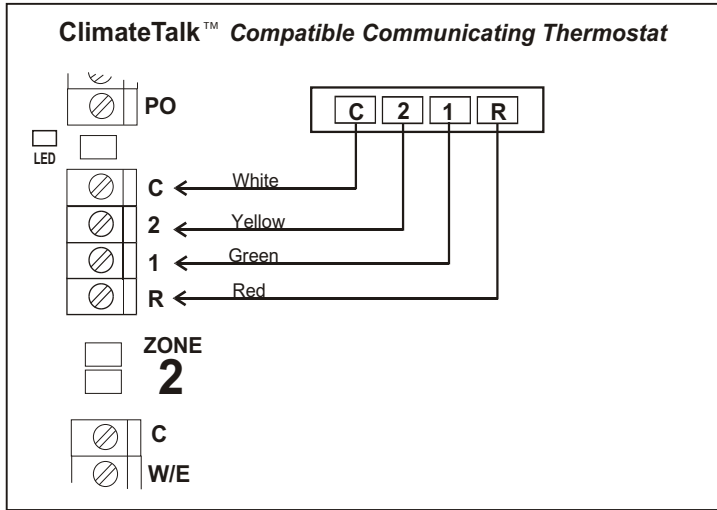 ClimateTalk™ Compatible Communicating Thermostat
PO
C 2 1 R
LED
C White
2 Yellow
1 Green
R Red
ZONE
2
C
W/E